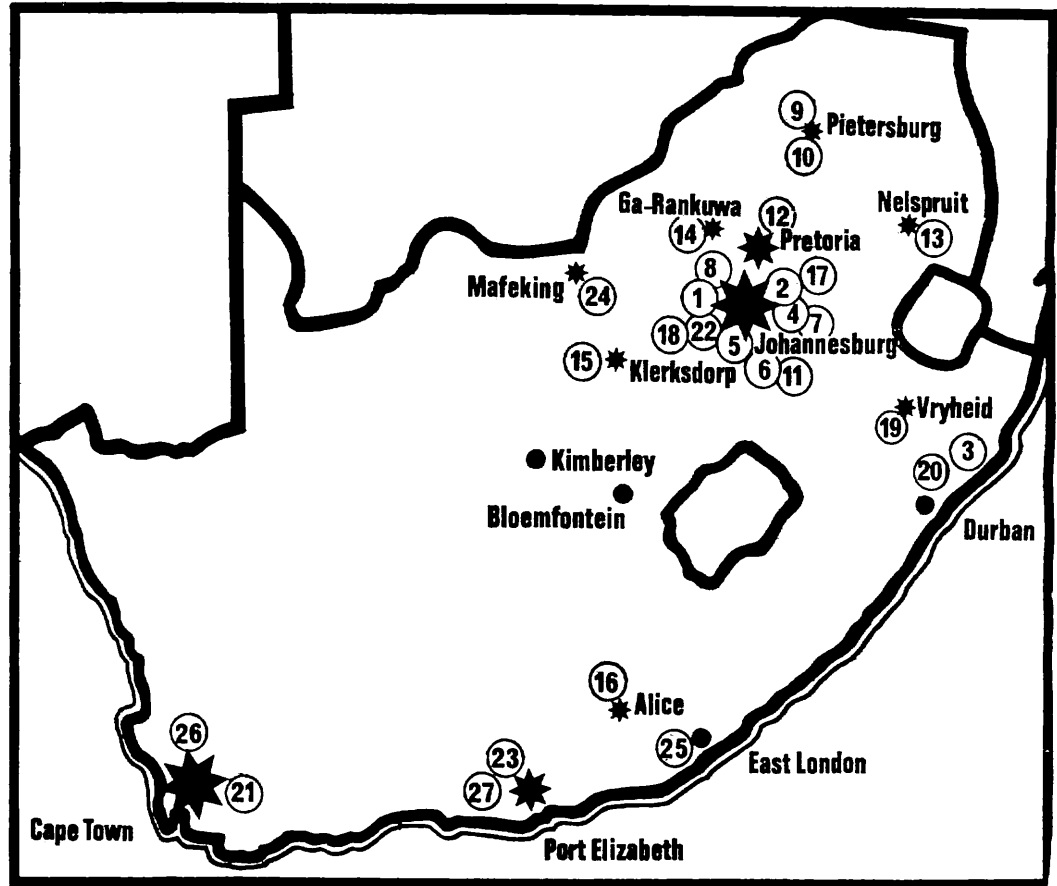 9
Pietersburg
10
Ga-Rankuwa
12
Nelspruit
14
Pretoria
13
8
17
Mafeking
24
1
2
4
7
18
22
5
Johannesburg
15
Klerksdorp
6
11
19
Vryheid
3
Kimberley
20
Bloemfontein
Durban
16
Alice
26
25
East London
23
21
27
Cape Town
Port Elizabeth